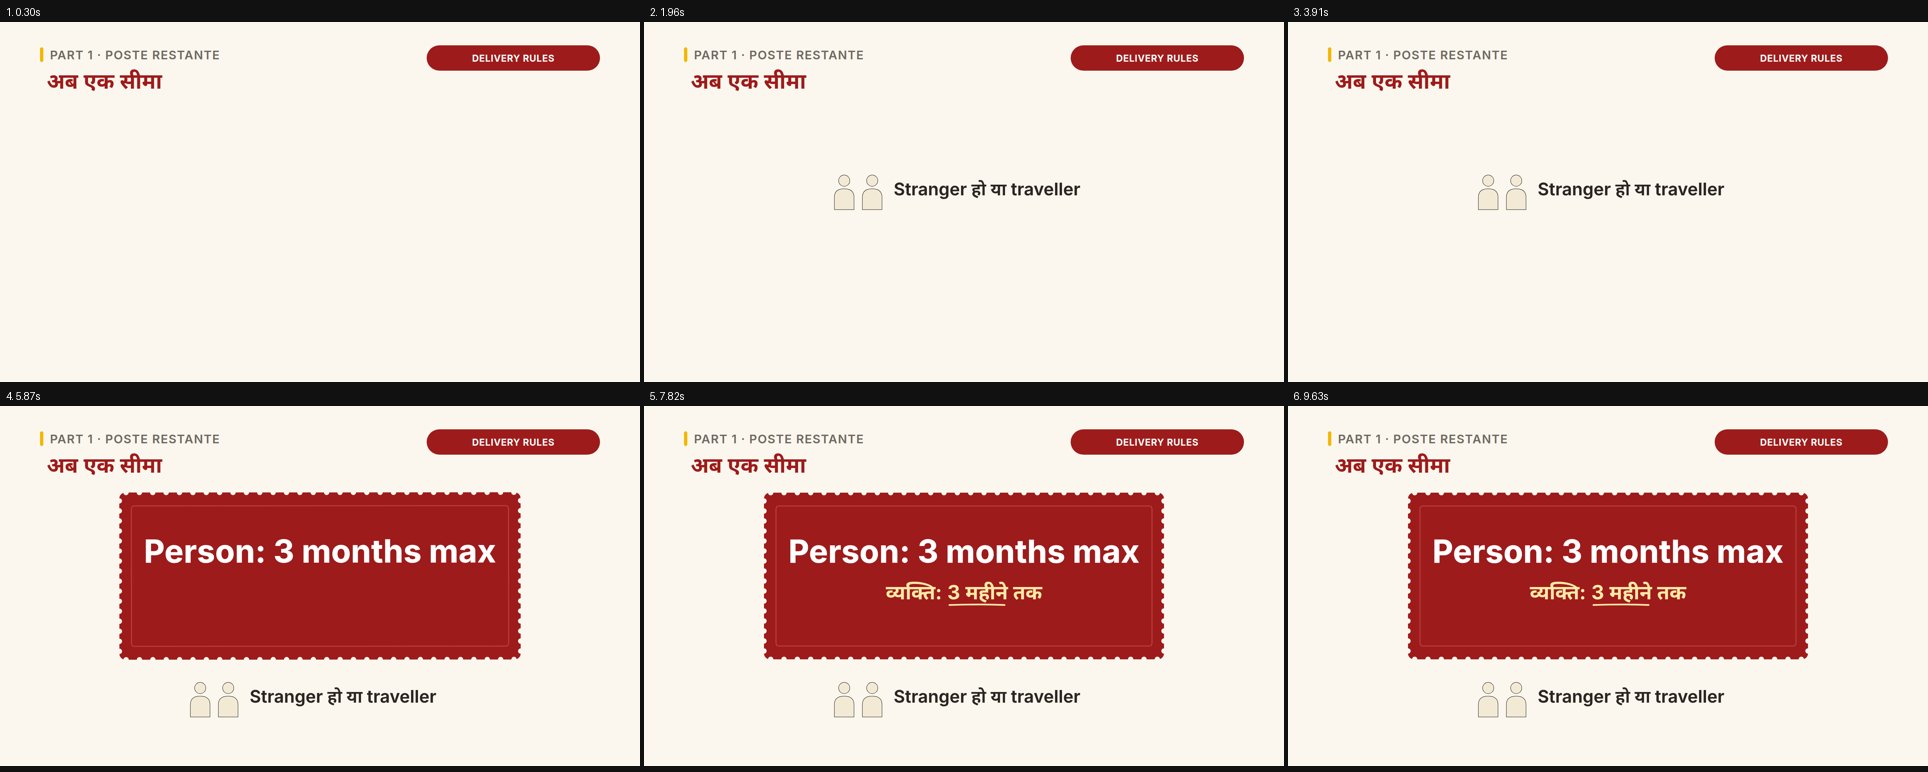 1. 0.30s
PART 1 · POSTE RESTANTE
DELIVERY RULES
अब एक सीमा
2. 1.96s
PART 1 · POSTE RESTANTE
DELIVERY RULES
अब एक सीमा
Stranger हो या traveller
3. 3.91s
PART 1 · POSTE RESTANTE
DELIVERY RULES
अब एक सीमा
Stranger हो या traveller
4. 5.87s
PART 1 · POSTE RESTANTE
DELIVERY RULES
अब एक सीमा
Person: 3 months max
Stranger हो या traveller
5. 7.82s
PART 1 · POSTE RESTANTE
DELIVERY RULES
अब एक सीमा
Person: 3 months max
व्यक्ति: 3 महीने तक
Stranger हो या traveller
6. 9.63s
PART 1 · POSTE RESTANTE
DELIVERY RULES
अब एक सीमा
Person: 3 months max
व्यक्ति: 3 महीने तक
Stranger हो या traveller